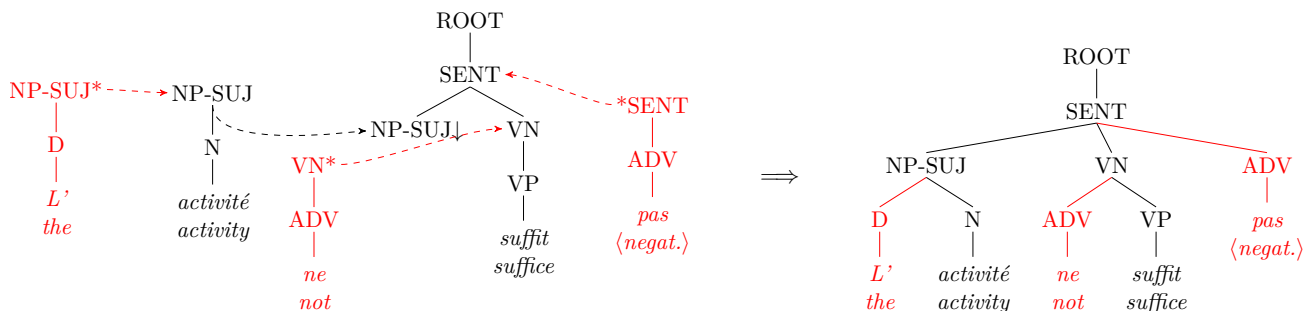 ROOT
SENT
NP-SUJ*
NP-SUJ
*SENT
NP-SUJ↓
VN
D
N
VN*
ADV
VP
L'
the
activité
activity
ADV
pas
⟨negat.⟩
suffit
suffice
ne
not
⟹
ROOT
SENT
NP-SUJ
VN
ADV
D
N
ADV
VP
pas
⟨negat.⟩
L'
the
activité
activity
ne
not
suffit
suffice